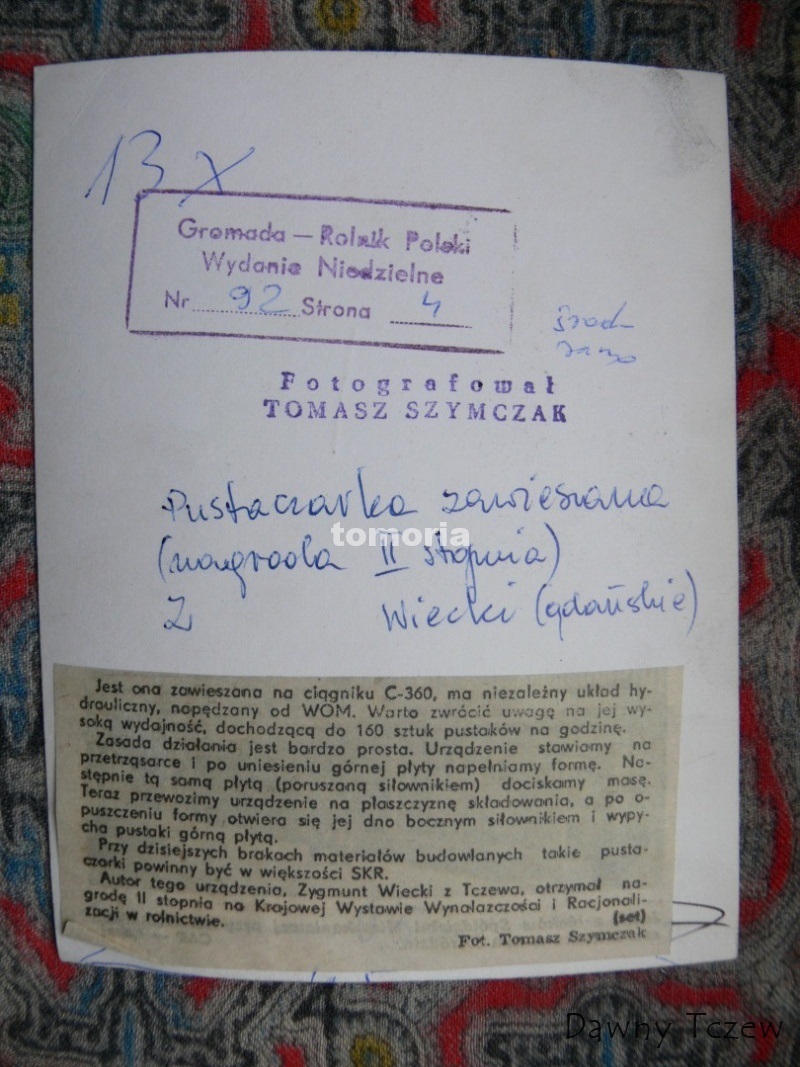 13 X
Gromada — Rolnik Polski
Wydanie Niedzielne
Nr 92 Strona 4
Fotografował
TOMASZ SZYMCZAK
Pustaczarka zawieszana
tomoria
(nagroda II stopnia)
Z Wiecki (gdańskie)
Jest ona zawieszana na ciągniku C-360, ma niezależny układ hy-
drauliczny, napędzany od WOM. Warto zwrócić uwagę na jej wy-
soką wydajność, dochodzącą do 160 sztuk pustaków na godzinę.
Zasada działania jest bardzo prosta. Urządzenie stawiamy na
przetrząsarce i po uniesieniu górnej płyty napełniamy formę. Na-
stępnie tą samą płytą (poruszaną siłownikiem) dociskamy masę.
Teraz przewozimy urządzenie na płaszczyznę składowania, a po o-
puszczeniu formy otwiera się jej dno bocznym siłownikiem i wypy-
cha pustaki górną płytą.
Przy dzisiejszych brakach materiałów budowlanych takie pusta-
czarki powinny być w większości SKR.
Autor tego urządzenia, Zygmunt Wiecki z Tczewa, otrzymał na-
grodę II stopnia na Krajowej Wystawie Wynalazczości i Racjonali-
zacji w rolnictwie. (set)
Fot. Tomasz Szymczak
Dawny Tczew